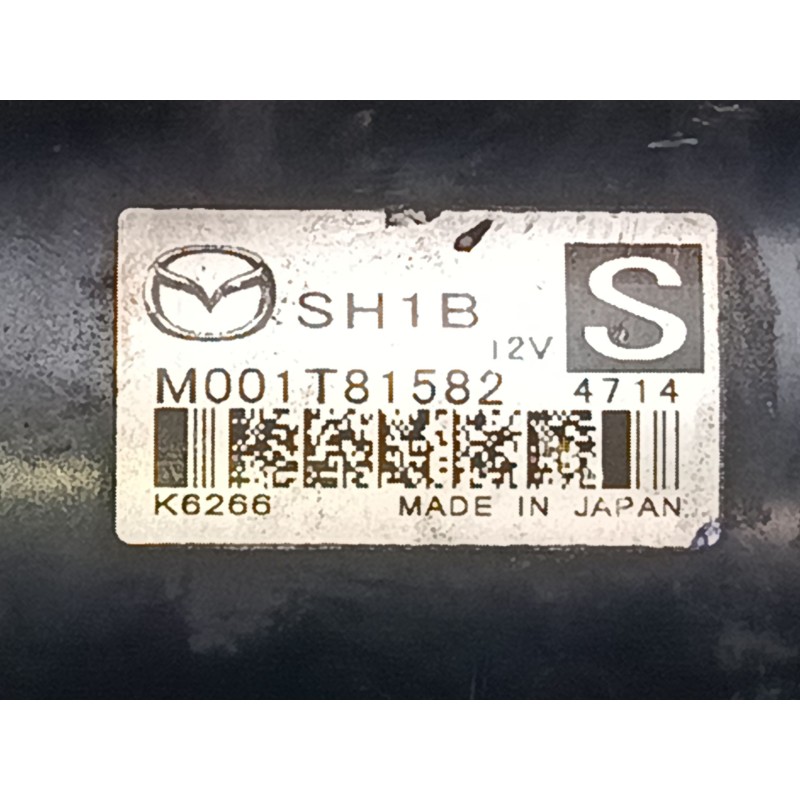 SH1B
12V
S
M001T81582
4714
K6266
MADE IN JAPAN